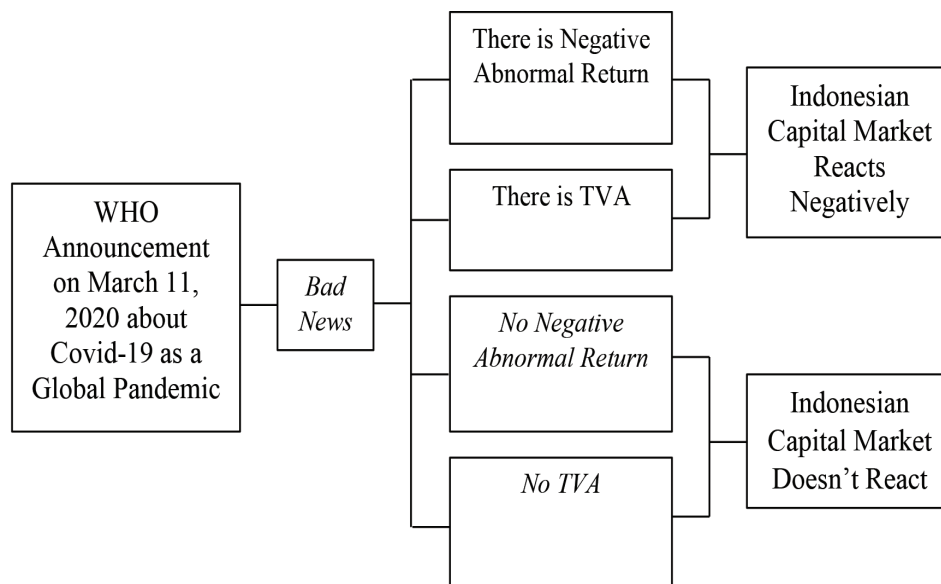 WHO
Announcement
on March 11,
2020 about
Covid-19 as a
Global Pandemic
Bad
News
There is Negative
Abnormal Return
There is TVA
No Negative
Abnormal Return
No TVA
Indonesian
Capital Market
Reacts
Negatively
Indonesian
Capital Market
Doesn’t React